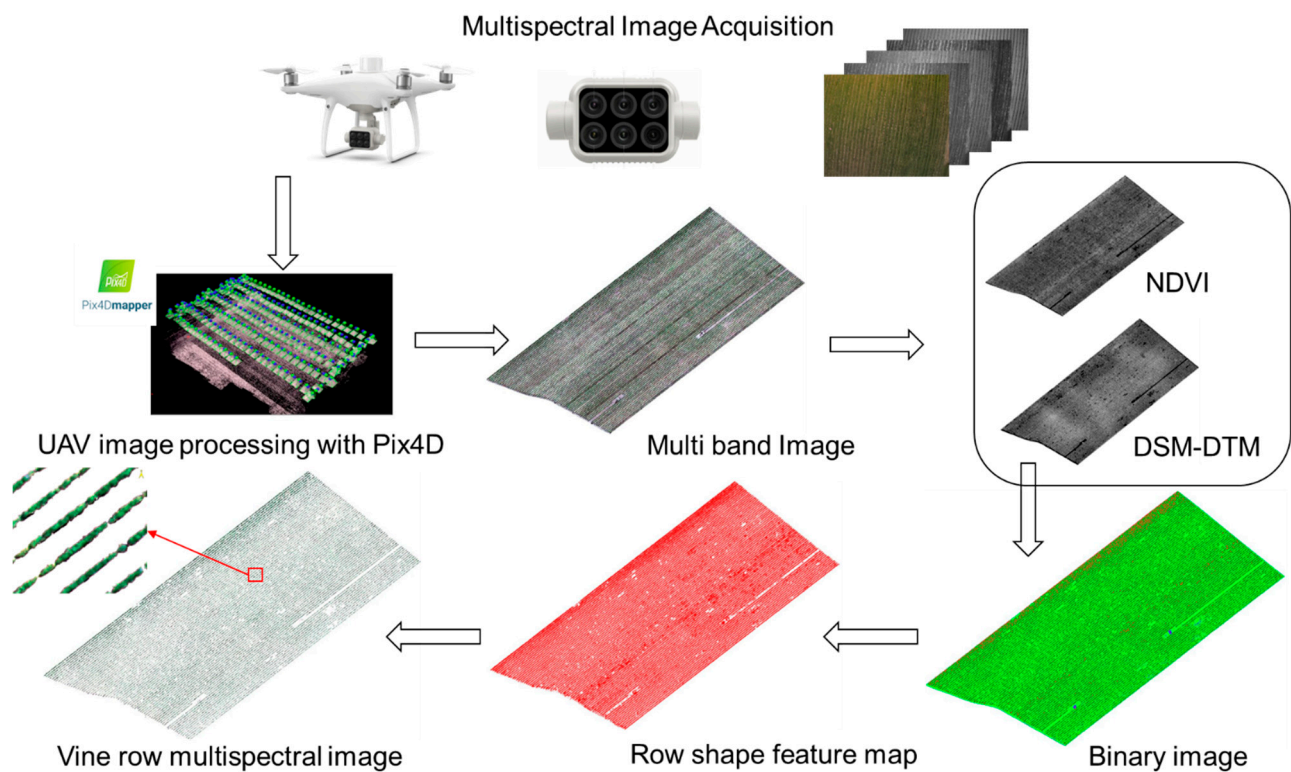 Multispectral Image Acquisition
PIX4D
Pix4Dmapper
NDVI
DSM-DTM
UAV image processing with Pix4D
Multi band Image
Vine row multispectral image
Row shape feature map
Binary image